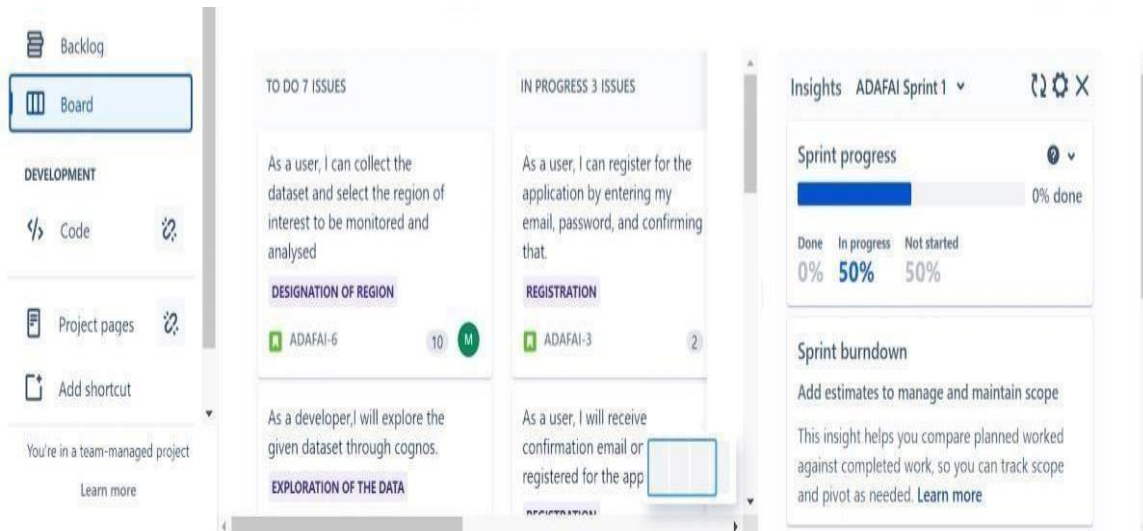 Backlog
Board
DEVELOPMENT
Code
Project pages
Add shortcut
You're in a team-managed project
Learn more
TO DO 7 ISSUES
As a user, I can collect the
dataset and select the region of
interest to be monitored and
analysed
DESIGNATION OF REGION
ADAFAI-6
10
M
As a developer,I will explore the
given dataset through cognos.
EXPLORATION OF THE DATA
IN PROGRESS 3 ISSUES
As a user, I can register for the
application by entering my
email, password, and confirming
that.
REGISTRATION
ADAFAI-3
2
As a user, I will receive
confirmation email or
registered for the app
REGISTRATION
Insights ADAFAI Sprint 1
Sprint progress
0% done
Done In progress Not started
0% 50% 50%
Sprint burndown
Add estimates to manage and maintain scope
This insight helps you compare planned worked
against completed work, so you can track scope
and pivot as needed. Learn more